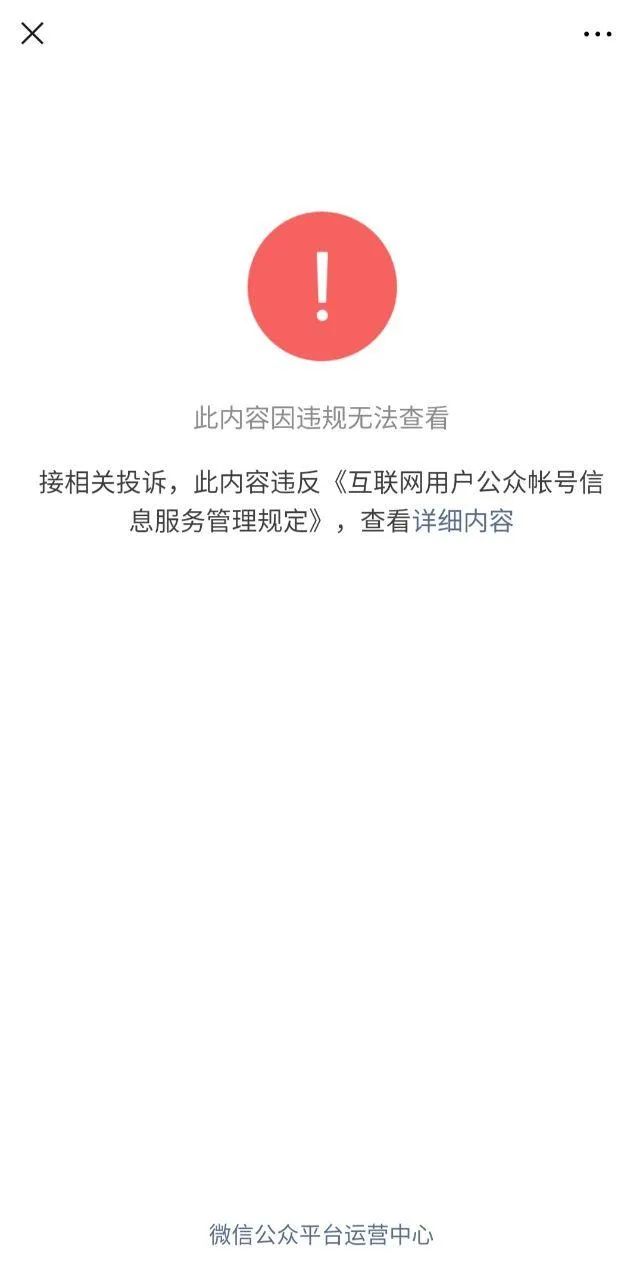 此内容因违规无法查看
接相关投诉，此内容违反《互联网用户公众帐号信
息服务管理规定》，查看详细内容
微信公众平台运营中心